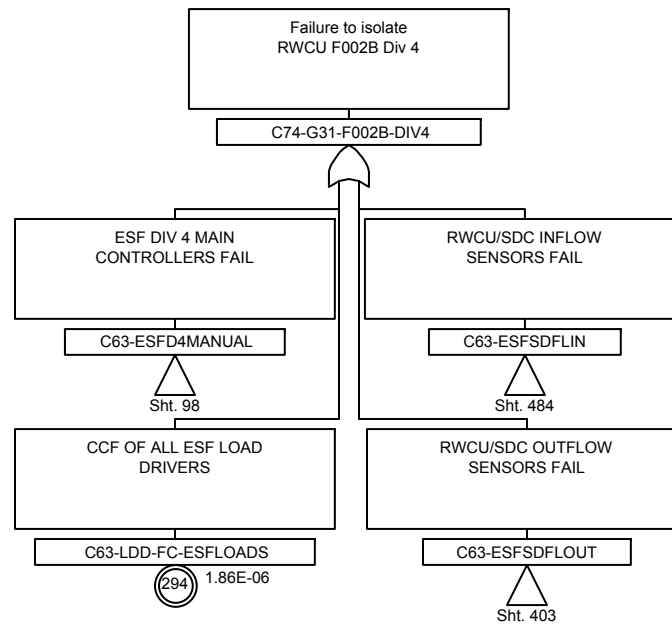 Failure to isolate
RWCU F002B Div 4
C74-G31-F002B-DIV4
ESF DIV 4 MAIN
CONTROLLERS FAIL
C63-ESFD4MANUAL
Sht. 98
RWCU/SDC INFLOW
SENSORS FAIL
C63-ESFSDFLIN
Sht. 484
CCF OF ALL ESF LOAD
DRIVERS
C63-LDD-FC-ESFLOADS
294
1.86E-06
RWCU/SDC OUTFLOW
SENSORS FAIL
C63-ESFSDFLOUT
Sht. 403